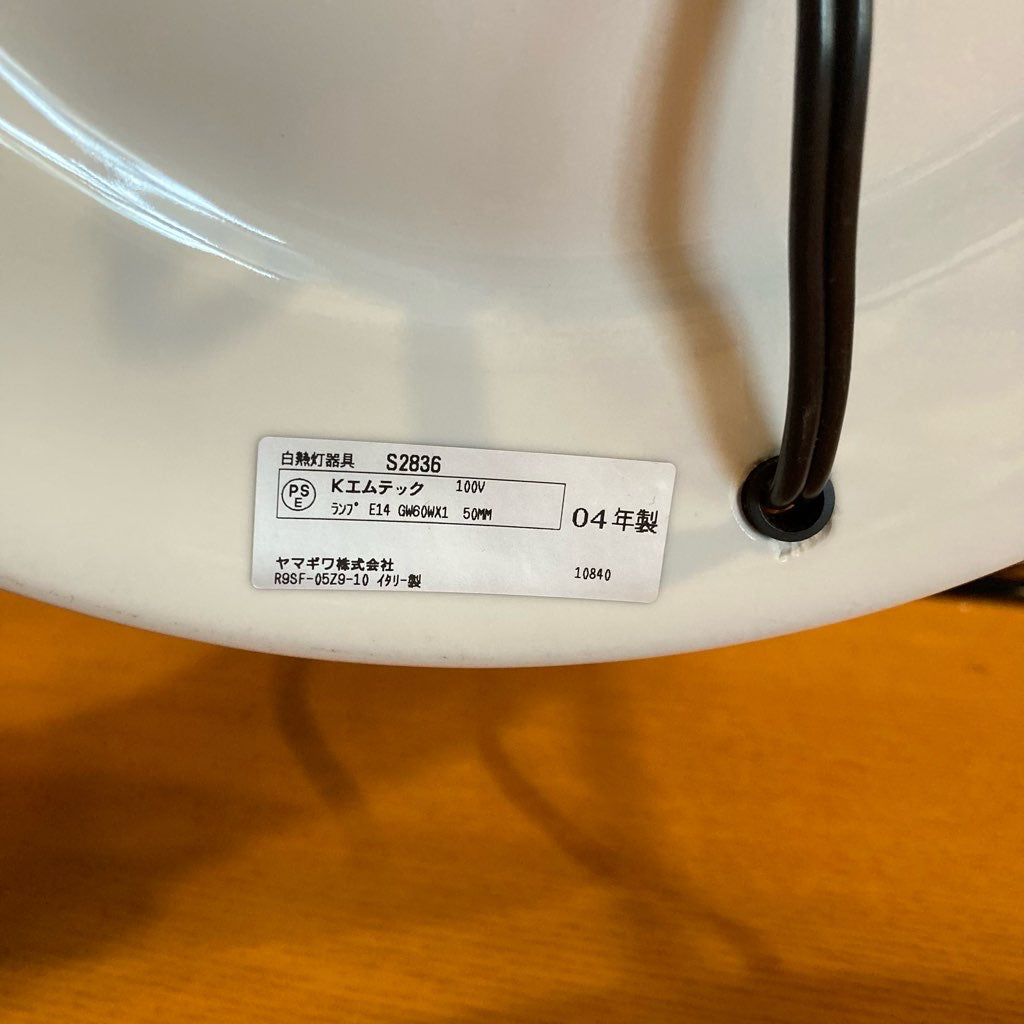 白熱灯器具 S2836
PS
E
Kエムテック 100V
ﾗﾝﾌﾟ E14 GW60WX1 50MM
04年製
ヤマギワ株式会社
R9SF-05Z9-10 ｲﾀﾘｰ製 10840